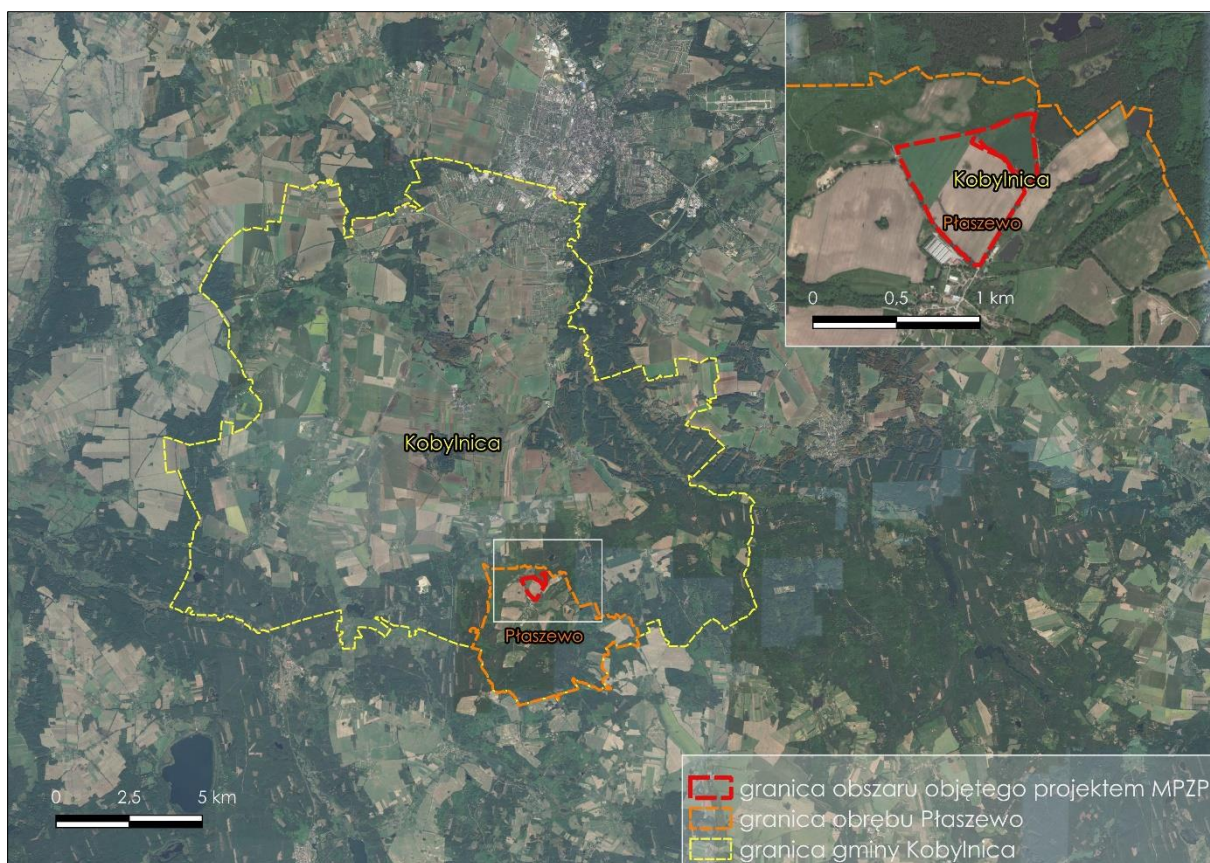 Kobylnica
Płaszewo
0 0,5 1 km
Kobylnica
Płaszewo
0 2,5 5 km
granica obszaru objętego projektem MPZP
granica obrębu Płaszewo
granica gminy Kobylnica